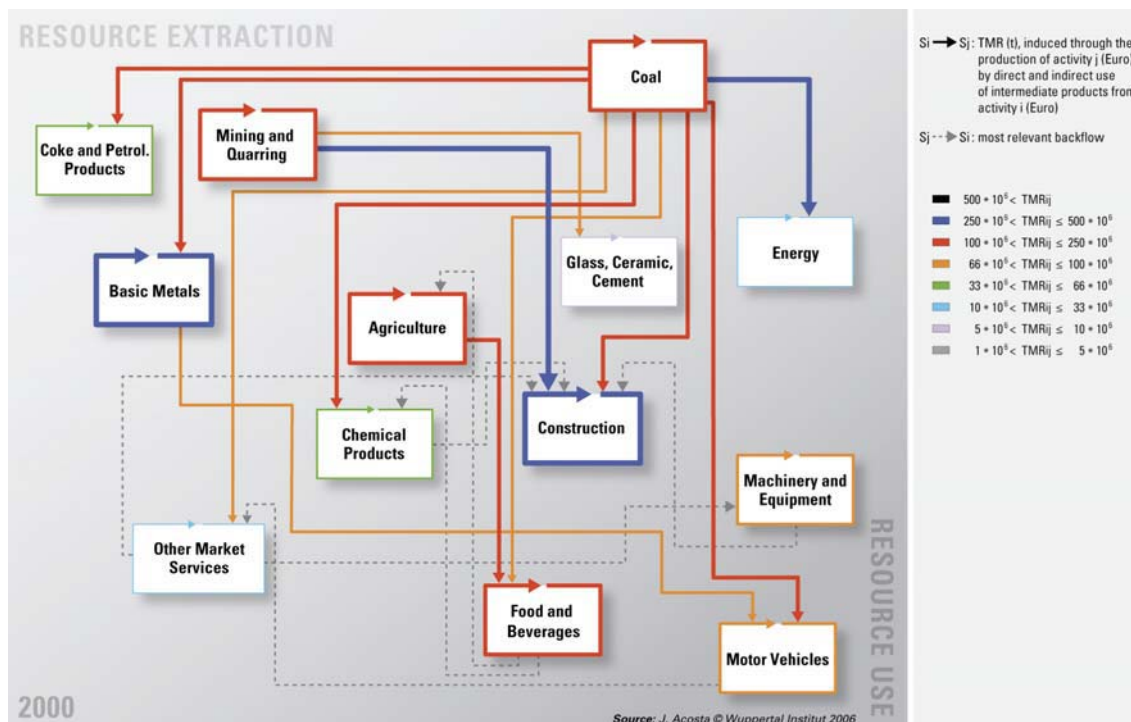 RESOURCE EXTRACTION
Coal
Coke and Petrol.
Products
Mining and
Quarring
Basic Metals
Glass, Ceramic,
Cement
Energy
Agriculture
Chemical
Products
Construction
Machinery and
Equipment
Other Market
Services
Food and
Beverages
Motor Vehicles
RESOURCE USE
2000
Source: J. Acosta © Wuppertal Institut 2006
Si → Sj : TMR (t), induced through the
production of activity j (Euro)
by direct and indirect use
of intermediate products from
activity i (Euro)
Sj ⇢ Si : most relevant backflow
500 * 10⁶ < TMRij
250 * 10⁶ < TMRij ≤ 500 * 10⁶
100 * 10⁶ < TMRij ≤ 250 * 10⁶
66 * 10⁶ < TMRij ≤ 100 * 10⁶
33 * 10⁶ < TMRij ≤ 66 * 10⁶
10 * 10⁶ < TMRij ≤ 33 * 10⁶
5 * 10⁶ < TMRij ≤ 10 * 10⁶
1 * 10⁶ < TMRij ≤ 5 * 10⁶